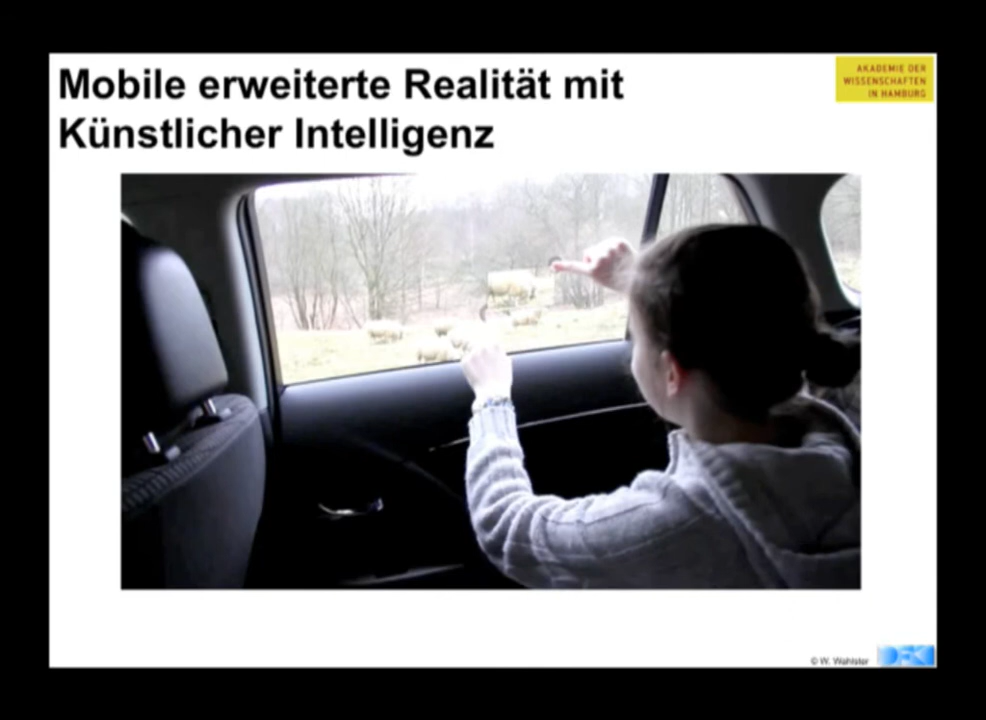 Mobile erweiterte Realität mit
Künstlicher Intelligenz
AKADEMIE DER
WISSENSCHAFTEN
IN HAMBURG
© W. Wahlster
DFKI